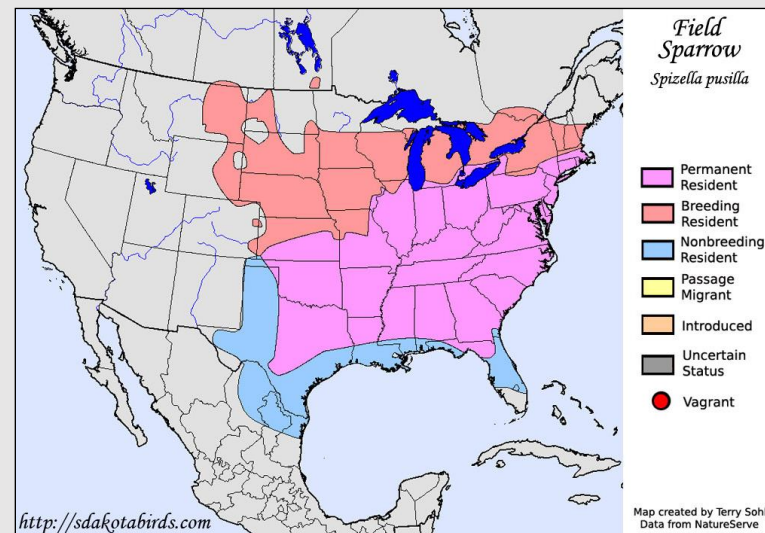 Field
Sparrow
Spizella pusilla
Permanent
Resident
Breeding
Resident
Nonbreeding
Resident
Passage
Migrant
Introduced
Uncertain
Status
Vagrant
http://sdakotabirds.com
Map created by Terry Sohl
Data from NatureServe